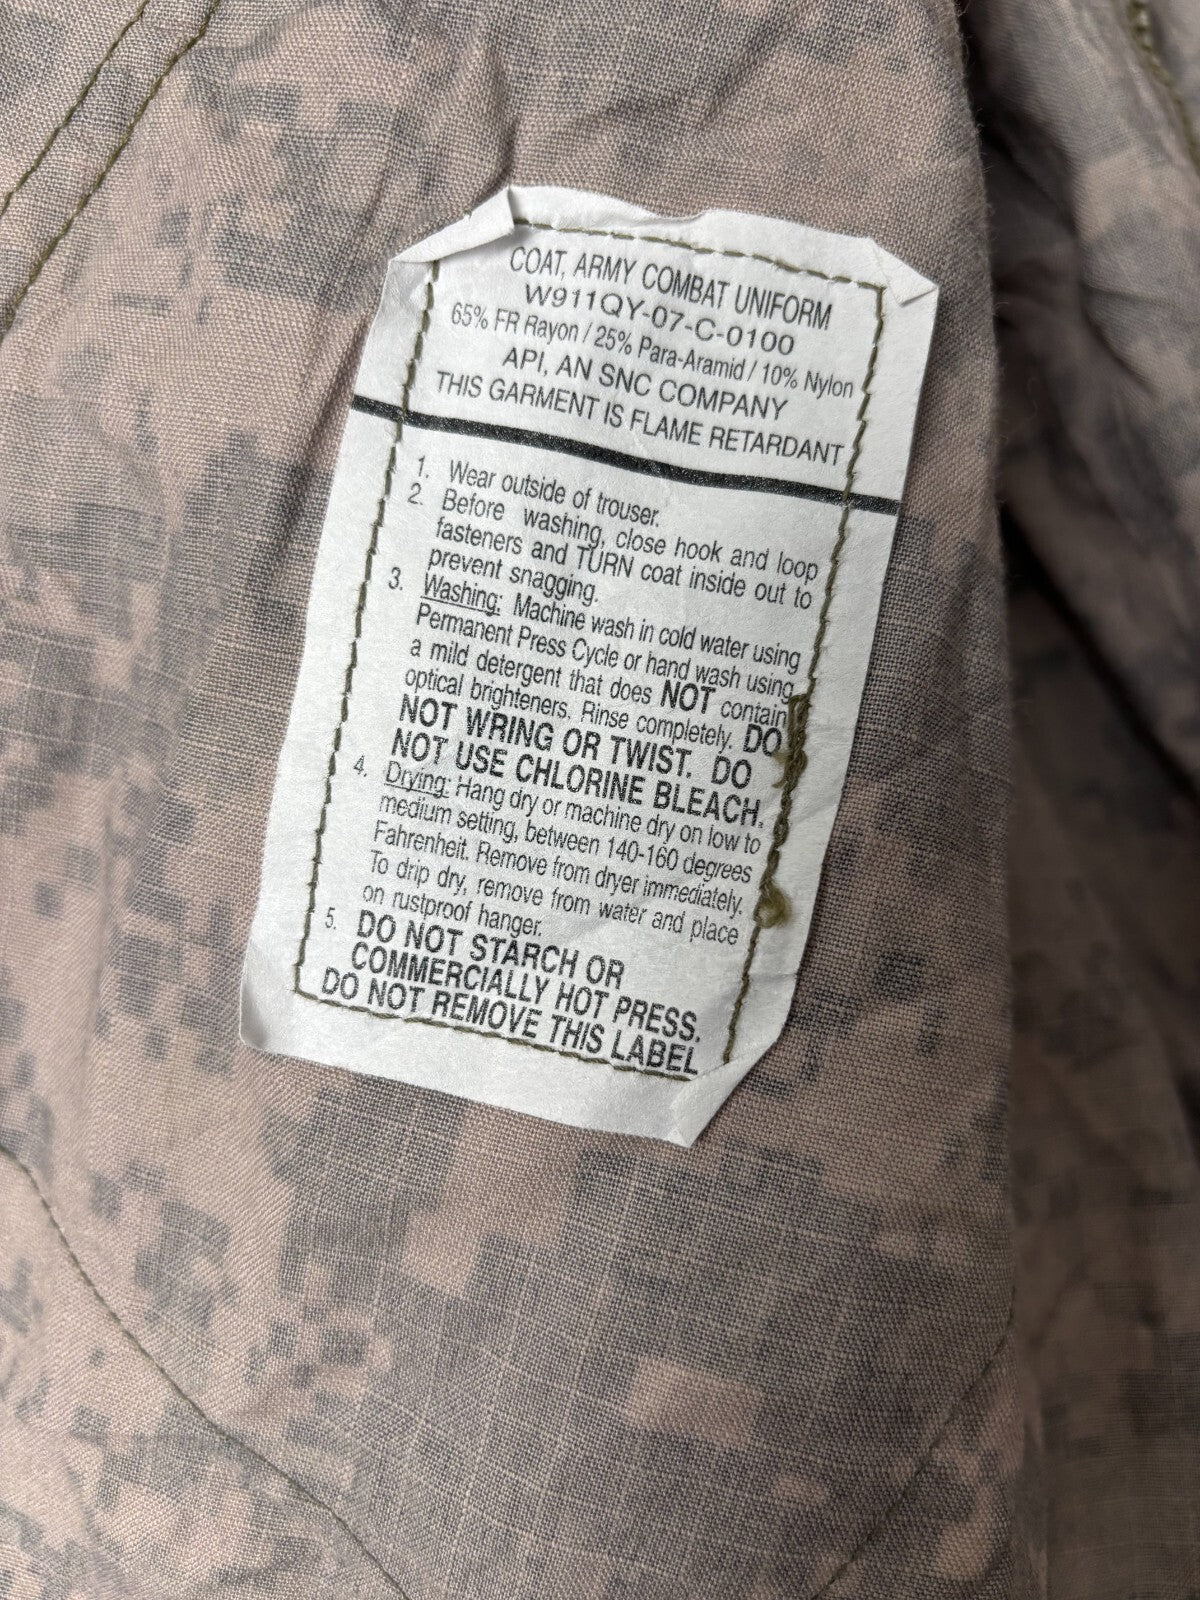 COAT, ARMY COMBAT UNIFORM
W911QY-07-C-0100
65% FR Rayon / 25% Para-Aramid / 10% Nylon
API, AN SNC COMPANY
THIS GARMENT IS FLAME RETARDANT
1. Wear outside of trouser.
2. Before washing, close hook and loop
fasteners and TURN coat inside out to
prevent snagging.
3. Washing: Machine wash in cold water using
Permanent Press Cycle or hand wash using
a mild detergent that does NOT contain
optical brighteners. Rinse completely. DO
NOT WRING OR TWIST. DO
NOT USE CHLORINE BLEACH.
4. Drying: Hang dry or machine dry on low to
medium setting, between 140-160 degrees
Fahrenheit. Remove from dryer immediately.
To drip dry, remove from water and place
on rustproof hanger.
5. DO NOT STARCH OR
COMMERCIALLY HOT PRESS.
DO NOT REMOVE THIS LABEL